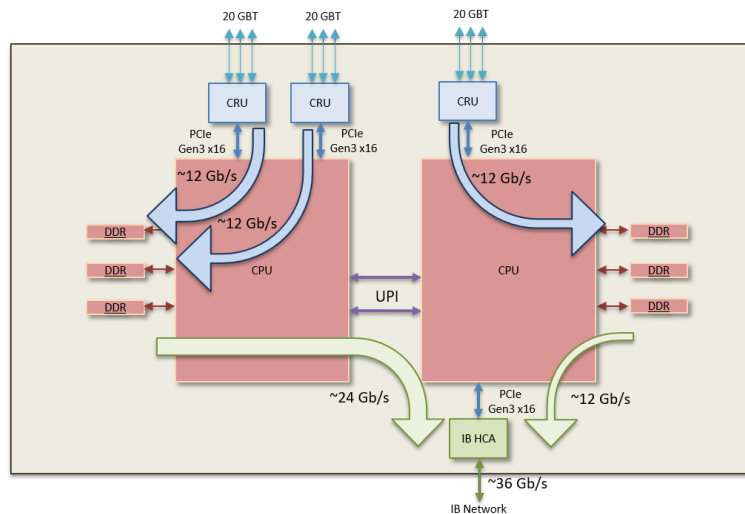 20 GBT
20 GBT
20 GBT
CRU
CRU
CRU
PCIe
Gen3 x16
PCIe
Gen3 x16
PCIe
Gen3 x16
~12 Gb/s
~12 Gb/s
~12 Gb/s
DDR
DDR
DDR
CPU
UPI
CPU
DDR
DDR
DDR
~24 Gb/s
PCIe
Gen3 x16
~12 Gb/s
IB HCA
~36 Gb/s
IB Network